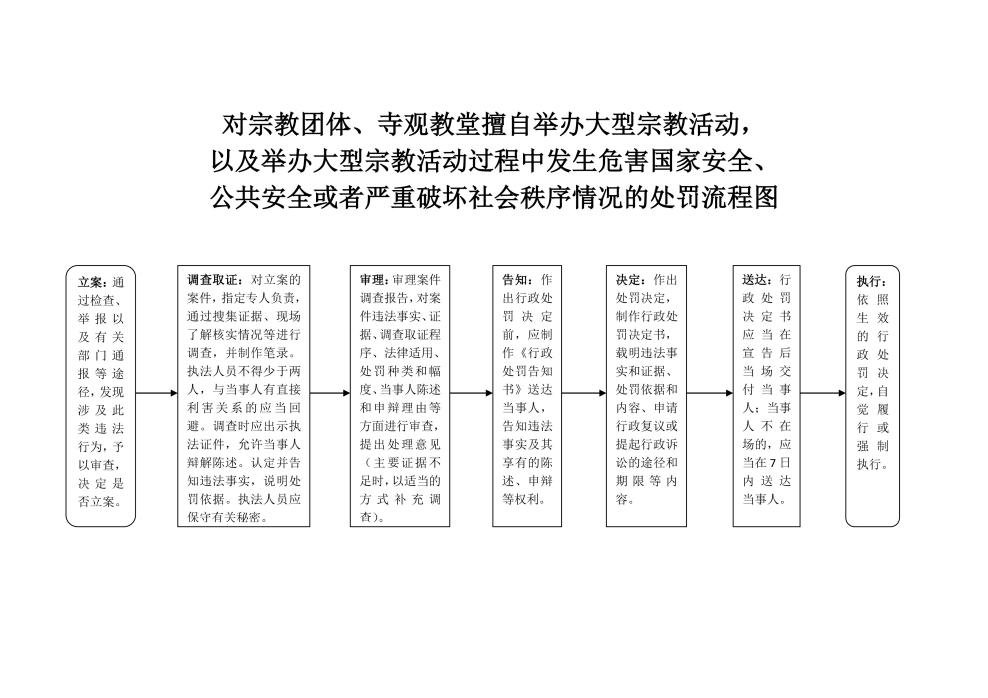 对宗教团体、寺观教堂擅自举办大型宗教活动，
以及举办大型宗教活动过程中发生危害国家安全、
公共安全或者严重破坏社会秩序情况的处罚流程图
立案：通
过检查、
举报以
及有关
部门通
报等途
径，发现
涉及此
类违法
行为，予
以审查，
决定是
否立案。
调查取证：对立案的
案件，指定专人负责，
通过搜集证据、现场
了解核实情况等进行
调查，并制作笔录。
执法人员不得少于两
人，与当事人有直接
利害关系的应当回
避。调查时应出示执
法证件，允许当事人
辩解陈述。认定并告
知违法事实，说明处
罚依据。执法人员应
保守有关秘密。
审理：审理案件
调查报告，对案
件违法事实、证
据、调查取证程
序、法律适用、
处罚种类和幅
度、当事人陈述
和申辩理由等
方面进行审查，
提出处理意见
（主要证据不
足时，以适当的
方式补充调
查）。
告知：作
出行政处
罚决定
前，应制
作《行政
处罚告知
书》送达
当事人，
告知违法
事实及其
享有的陈
述、申辩
等权利。
决定：作出
处罚决定，
制作行政处
罚决定书，
载明违法事
实和证据、
处罚依据和
内容、申请
行政复议或
提起行政诉
讼的途径和
期限等内
容。
送达：行
政处罚
决定书
应当在
宣告后
当场交
付当事
人；当事
人不在
场的，应
当在7日
内送达
当事人。
执行：
依照
生效
的行
政处
罚决
定，自
觉履
行或
强制
执行。